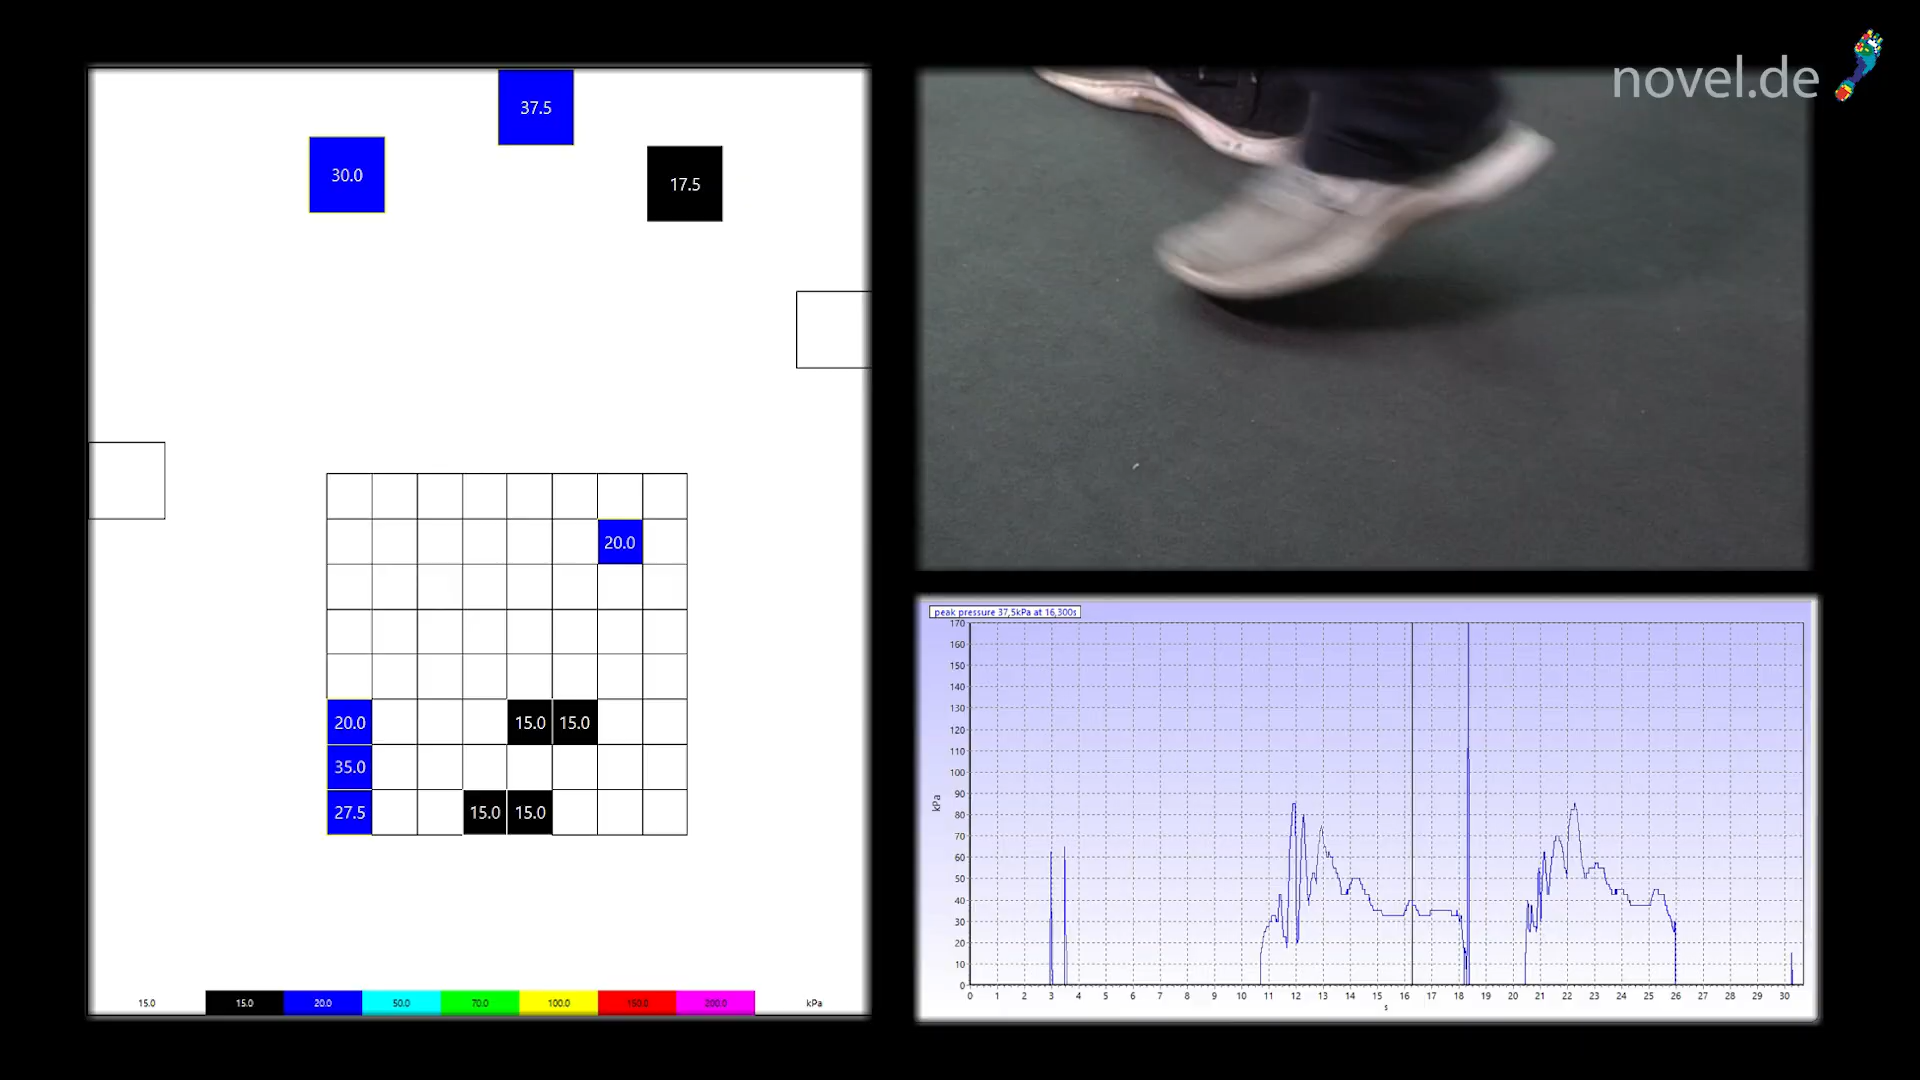 novel.de
37.5
30.0
17.5
20.0
20.0 15.0 15.0
35.0
27.5 15.0 15.0
15.0 15.0 20.0 50.0 70.0 100.0 150.0 200.0 kPa
peak pressure 37,5kPa at 16,300s
170
160
150
140
130
120
110
100
90
80
70
60
50
40
30
20
10
0
kPa
0 1 2 3 4 5 6 7 8 9 10 11 12 13 14 15 16 17 18 19 20 21 22 23 24 25 26 27 28 29 30
s